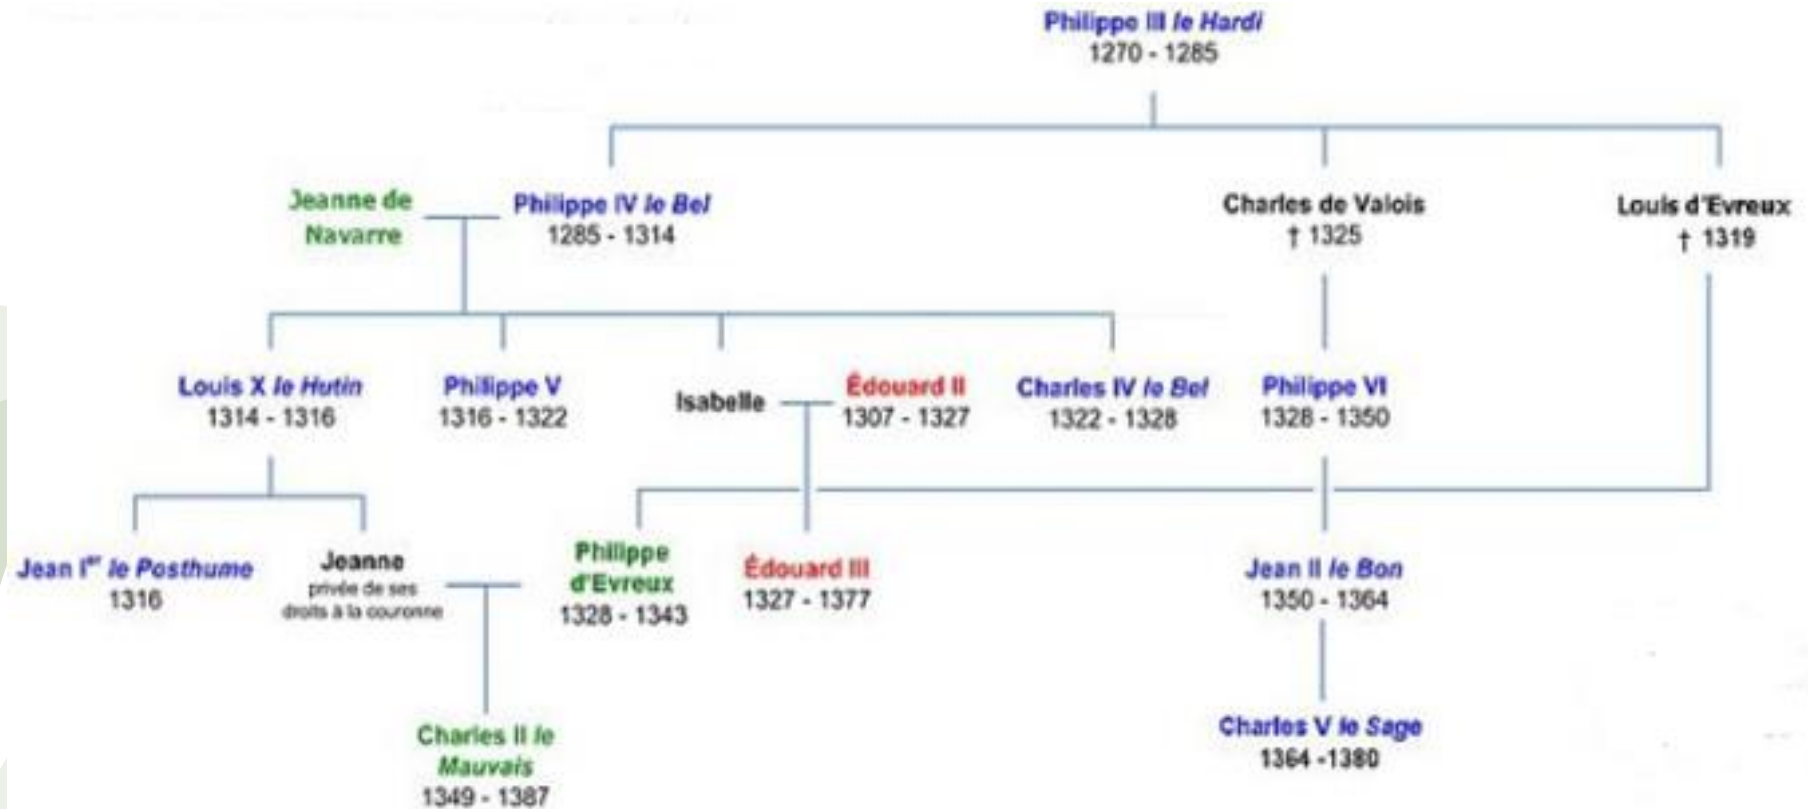 Philippe III le Hardi
1270 - 1285
Jeanne de
Navarre
Philippe IV le Bel
1285 - 1314
Charles de Valois
† 1325
Louis d'Evreux
† 1319
Louis X le Hutin
1314 - 1316
Philippe V
1316 - 1322
Isabelle
Édouard II
1307 - 1327
Charles IV le Bel
1322 - 1328
Philippe VI
1328 - 1350
Jean Ier le Posthume
1316
Jeanne
privée de ses
droits à la couronne
Philippe
d'Evreux
1328 - 1343
Édouard III
1327 - 1377
Jean II le Bon
1350 - 1364
Charles II le
Mauvais
1349 - 1387
Charles V le Sage
1364 -1380